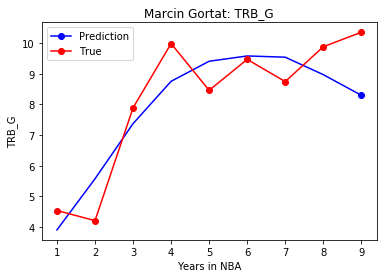 Marcin Gortat: TRB_G
Prediction
True
TRB_G
10
9
8
7
6
5
4
1 2 3 4 5 6 7 8 9
Years in NBA